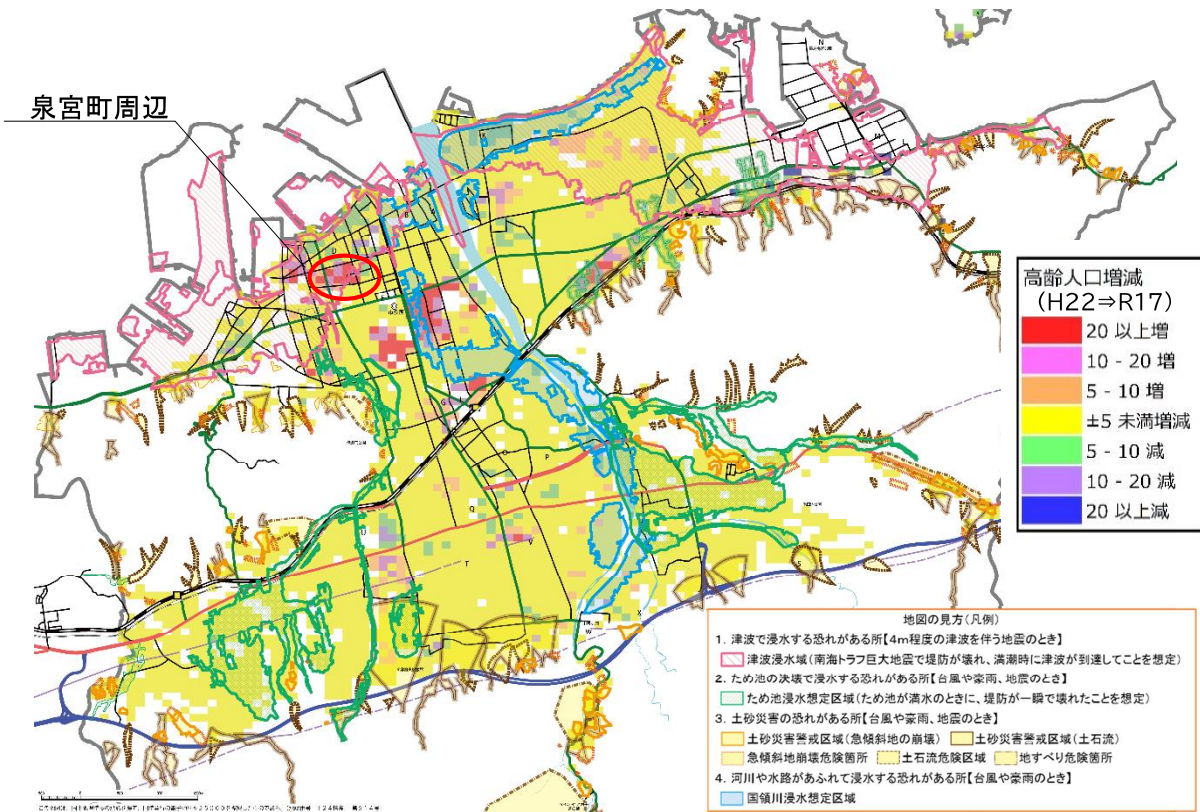 泉宮町周辺
高齢人口増減
(H22⇒R17)
20 以上増
10 - 20 増
5 - 10 増
±5 未満増減
5 - 10 減
10 - 20 減
20 以上減
地図の見方(凡例)
1. 津波で浸水する恐れがある所【4m程度の津波を伴う地震のとき】
津波浸水域(南海トラフ巨大地震で堤防が壊れ、満潮時に津波が到達してことを想定)
2. ため池の決壊で浸水する恐れがある所【台風や豪雨、地震のとき】
ため池浸水想定区域(ため池が満水のときに、堤防が一瞬で壊れたことを想定)
3. 土砂災害の恐れがある所【台風や豪雨、地震のとき】
土砂災害警戒区域(急傾斜地の崩壊) 土砂災害警戒区域(土石流)
急傾斜地崩壊危険箇所 土石流危険区域 地すべり危険箇所
4. 河川や水路があふれて浸水する恐れがある所【台風や豪雨のとき】
国領川浸水想定区域